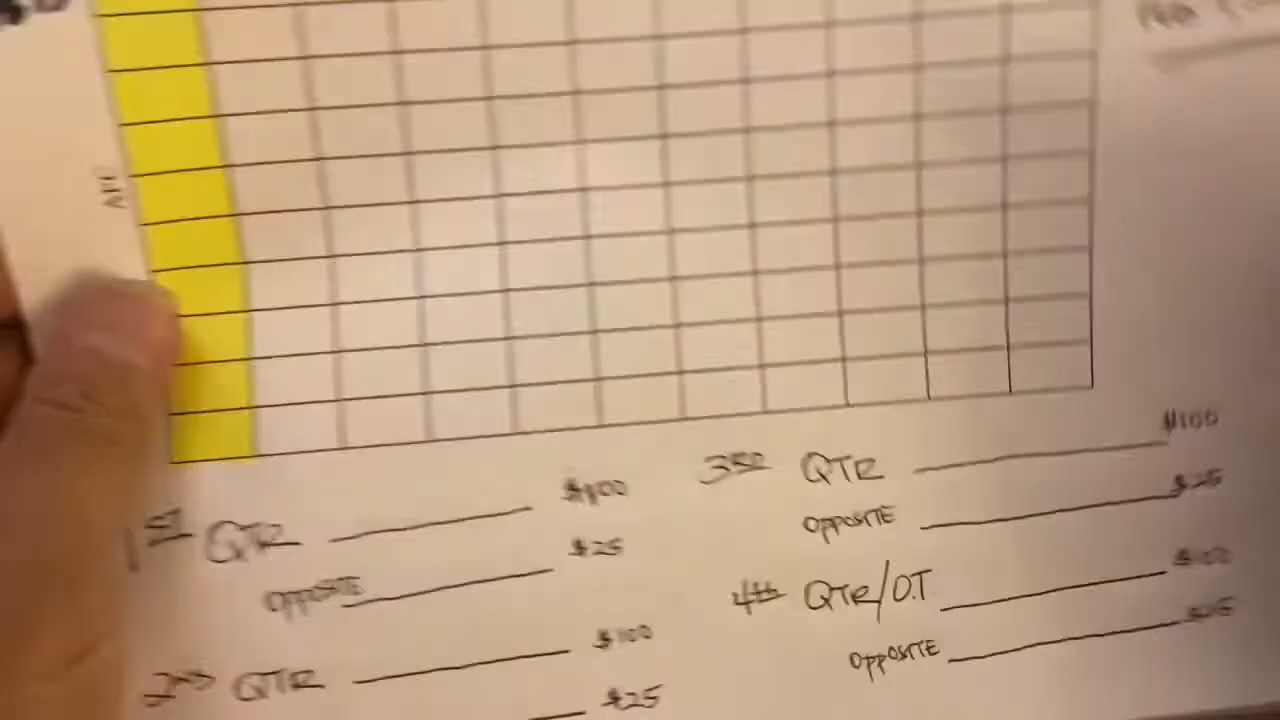 AFC
1ST QTR $100
OPPOSITE $25
2ND QTR $100
$25
3RD QTR $100
OPPOSITE $25
4th QTR/O.T $100
OPPOSITE $25